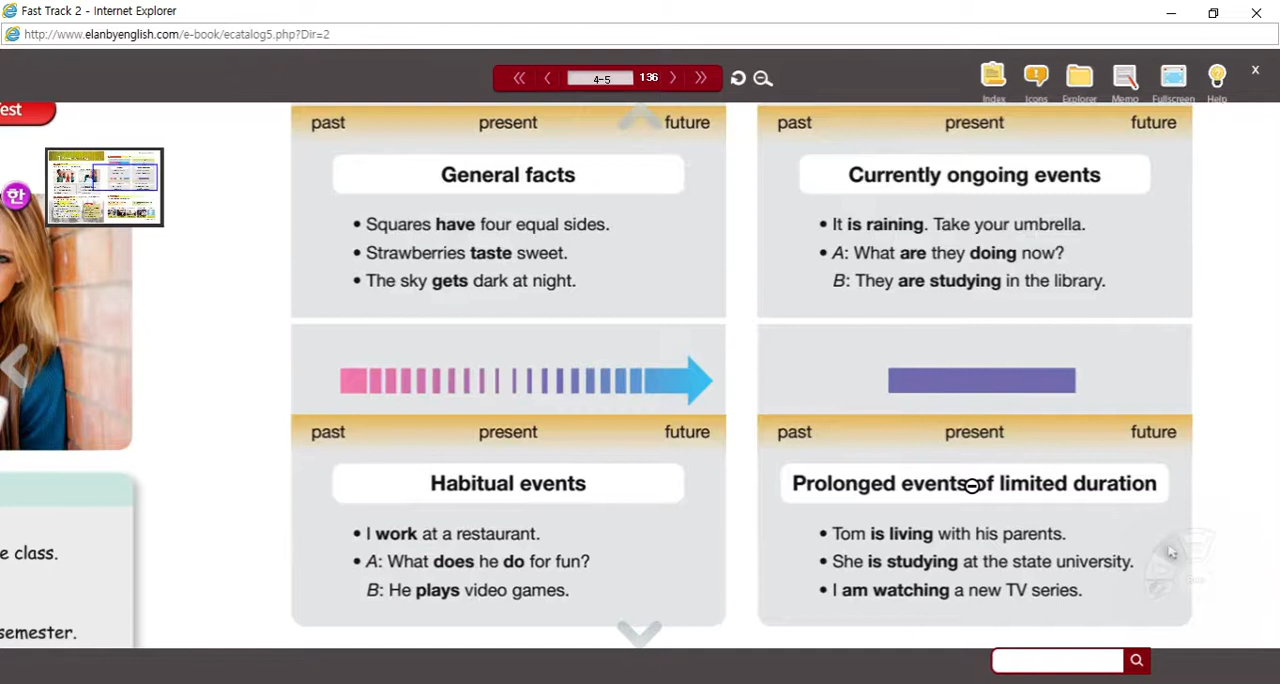 Fast Track 2 - Internet Explorer
http://www.elanbyenglish.com/e-book/ecatalog5.php?Dir=2
4-5 136
Index Icons Explorer Memo Fullscreen Help
est
한
past present future
General facts
• Squares have four equal sides.
• Strawberries taste sweet.
• The sky gets dark at night.
past present future
Currently ongoing events
• It is raining. Take your umbrella.
• A: What are they doing now?
B: They are studying in the library.
past present future
Habitual events
• I work at a restaurant.
• A: What does he do for fun?
B: He plays video games.
past present future
Prolonged events of limited duration
• Tom is living with his parents.
• She is studying at the state university.
• I am watching a new TV series.
e class.
semester.